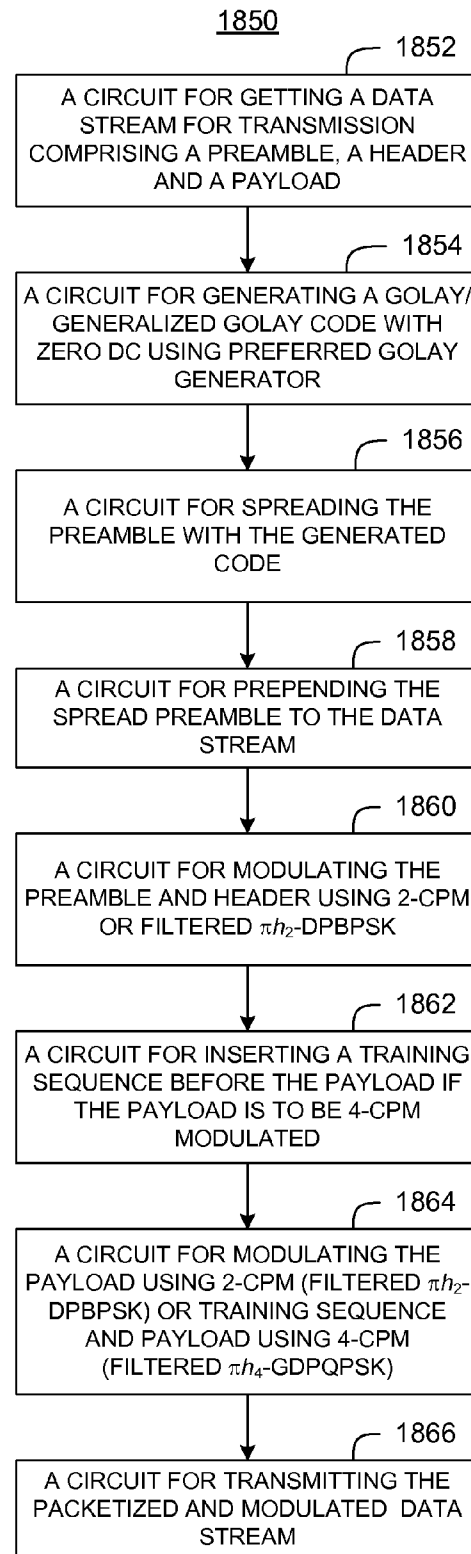 1850
1852
A CIRCUIT FOR GETTING A DATA
STREAM FOR TRANSMISSION
COMPRISING A PREAMBLE, A HEADER
AND A PAYLOAD
1854
A CIRCUIT FOR GENERATING A GOLAY/
GENERALIZED GOLAY CODE WITH
ZERO DC USING PREFERRED GOLAY
GENERATOR
1856
A CIRCUIT FOR SPREADING THE
PREAMBLE WITH THE GENERATED
CODE
1858
A CIRCUIT FOR PREPENDING THE
SPREAD PREAMBLE TO THE DATA
STREAM
1860
A CIRCUIT FOR MODULATING THE
PREAMBLE AND HEADER USING 2-CPM
OR FILTERED πh₂-DPBPSK
1862
A CIRCUIT FOR INSERTING A TRAINING
SEQUENCE BEFORE THE PAYLOAD IF
THE PAYLOAD IS TO BE 4-CPM
MODULATED
1864
A CIRCUIT FOR MODULATING THE
PAYLOAD USING 2-CPM (FILTERED πh₂-
DPBPSK) OR TRAINING SEQUENCE
AND PAYLOAD USING 4-CPM
(FILTERED πh₄-GDPQPSK)
1866
A CIRCUIT FOR TRANSMITTING THE
PACKETIZED AND MODULATED DATA
STREAM